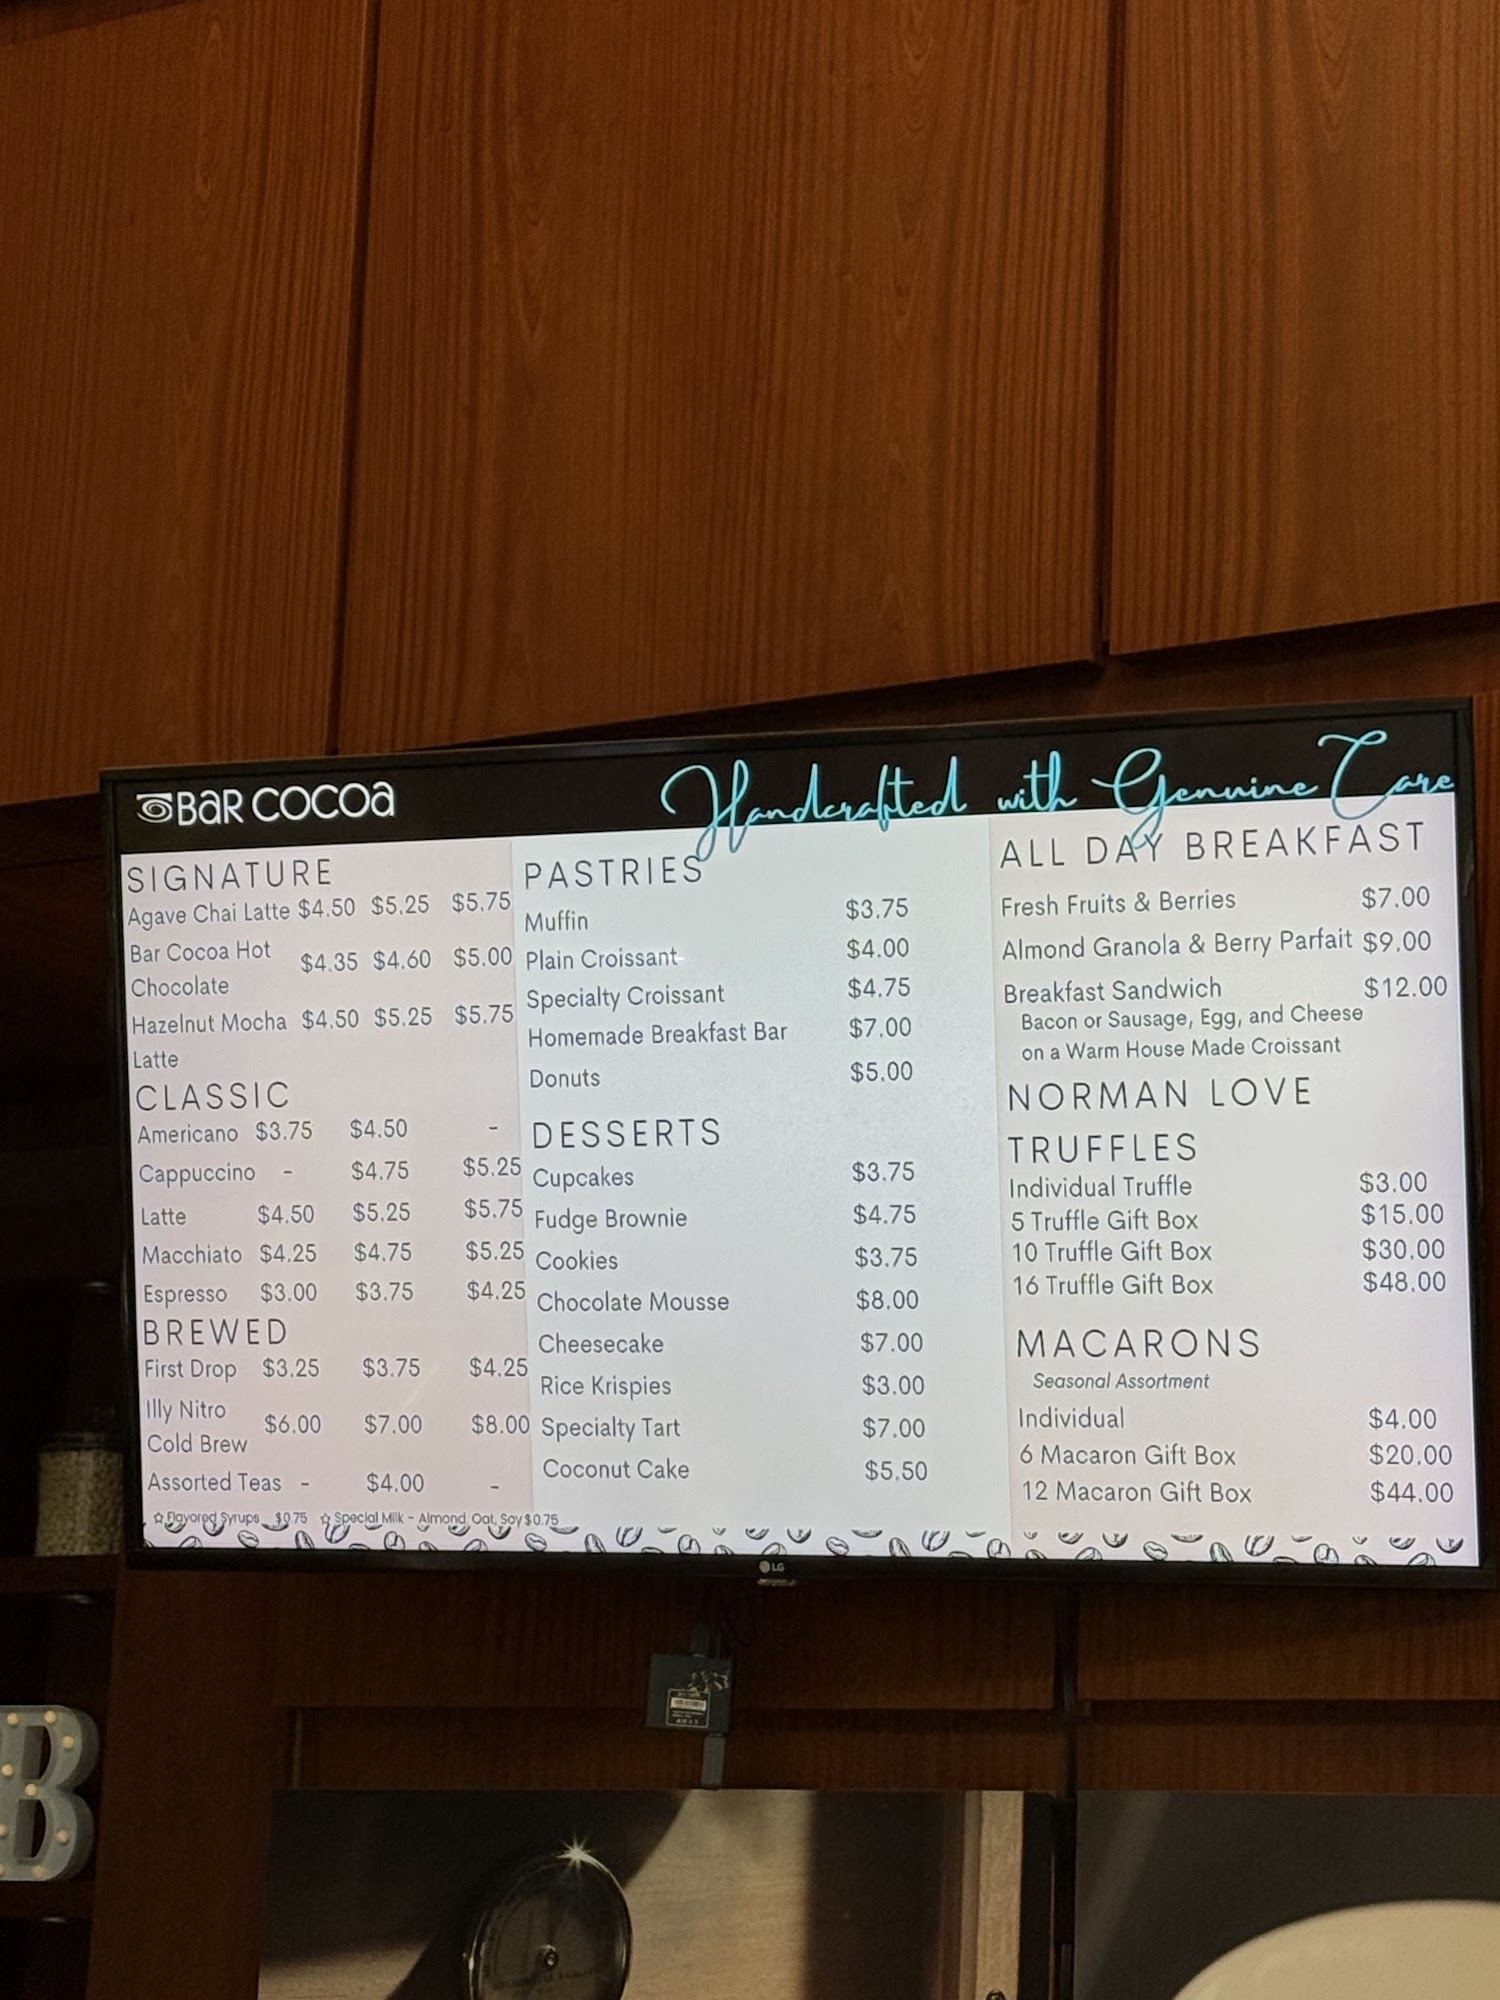 BAR COCOA
Handcrafted with Genuine Care
SIGNATURE
Agave Chai Latte $4.50 $5.25 $5.75
Bar Cocoa Hot
Chocolate $4.35 $4.60 $5.00
Hazelnut Mocha $4.50 $5.25 $5.75
Latte
CLASSIC
Americano $3.75 $4.50 -
Cappuccino - $4.75 $5.25
Latte $4.50 $5.25 $5.75
Macchiato $4.25 $4.75 $5.25
Espresso $3.00 $3.75 $4.25
BREWED
First Drop $3.25 $3.75 $4.25
Illy Nitro
Cold Brew $6.00 $7.00 $8.00
Assorted Teas - $4.00 -
☆ Flavored Syrups $0.75 ☆ Special Milk - Almond, Oat, Soy $0.75
PASTRIES
Muffin $3.75
Plain Croissant $4.00
Specialty Croissant $4.75
Homemade Breakfast Bar $7.00
Donuts $5.00
DESSERTS
Cupcakes $3.75
Fudge Brownie $4.75
Cookies $3.75
Chocolate Mousse $8.00
Cheesecake $7.00
Rice Krispies $3.00
Specialty Tart $7.00
Coconut Cake $5.50
ALL DAY BREAKFAST
Fresh Fruits & Berries $7.00
Almond Granola & Berry Parfait $9.00
Breakfast Sandwich $12.00
Bacon or Sausage, Egg, and Cheese
on a Warm House Made Croissant
NORMAN LOVE
TRUFFLES
Individual Truffle $3.00
5 Truffle Gift Box $15.00
10 Truffle Gift Box $30.00
16 Truffle Gift Box $48.00
MACARONS
Seasonal Assortment
Individual $4.00
6 Macaron Gift Box $20.00
12 Macaron Gift Box $44.00
LG
B